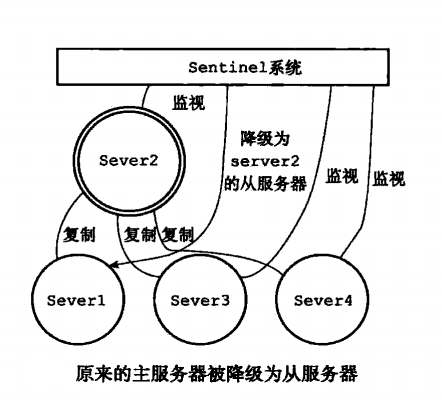 Sentinel系统
监视
Sever2
降级为
server2
的从服务器
监视
监视
复制
复制
复制
Sever1
Sever3
Sever4
原来的主服务器被降级为从服务器